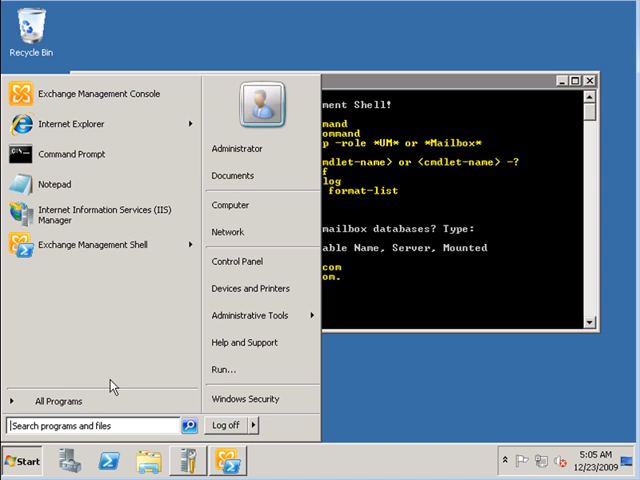 Recycle Bin
Exchange Management Console
Internet Explorer
Command Prompt
Notepad
Internet Information Services (IIS)
Manager
Exchange Management Shell
All Programs
Search programs and files
Administrator
Documents
Computer
Network
Control Panel
Devices and Printers
Administrative Tools
Help and Support
Run...
Windows Security
Log off
ment Shell!
mand
ommand
p -role *UM* or *Mailbox*
mdlet-name> or <cmdlet-name> -?
f
log
format-list
mailbox databases? Type:
able Name, Server, Mounted
com
om.
Start
5:05 AM
12/23/2009